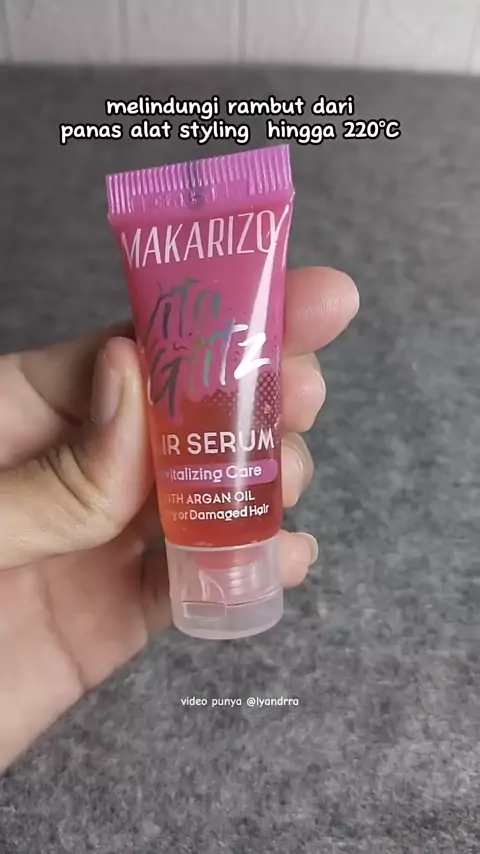 melindungi rambut dari
panas alat styling hingga 220°C
MAKARIZO
Vita
Glitz
IR SERUM
vitalizing Care
TH ARGAN OIL
y or Damaged Hair
video punya @lyandrra